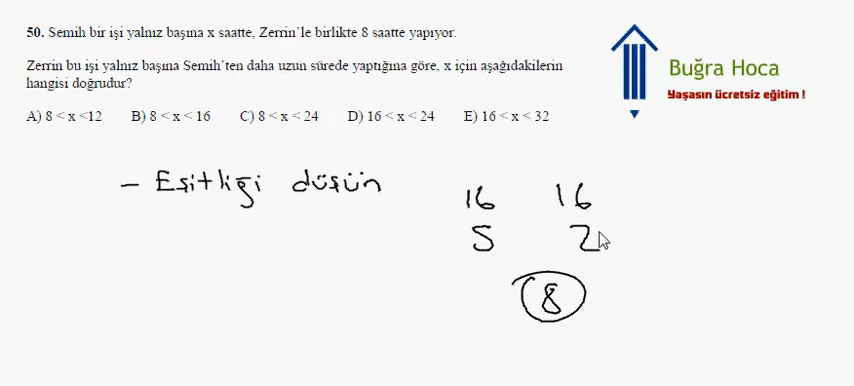 50. Semih bir işi yalnız başına x saatte, Zerrin'le birlikte 8 saatte yapıyor.
Zerrin bu işi yalnız başına Semih'ten daha uzun sürede yaptığına göre, x için aşağıdakilerin
hangisi doğrudur?
A) 8 < x <12 B) 8 < x < 16 C) 8 < x < 24 D) 16 < x < 24 E) 16 < x < 32
Buğra Hoca
Yaşasın ücretsiz eğitim !
- Eşitliği düşün
16 16
S Z
8